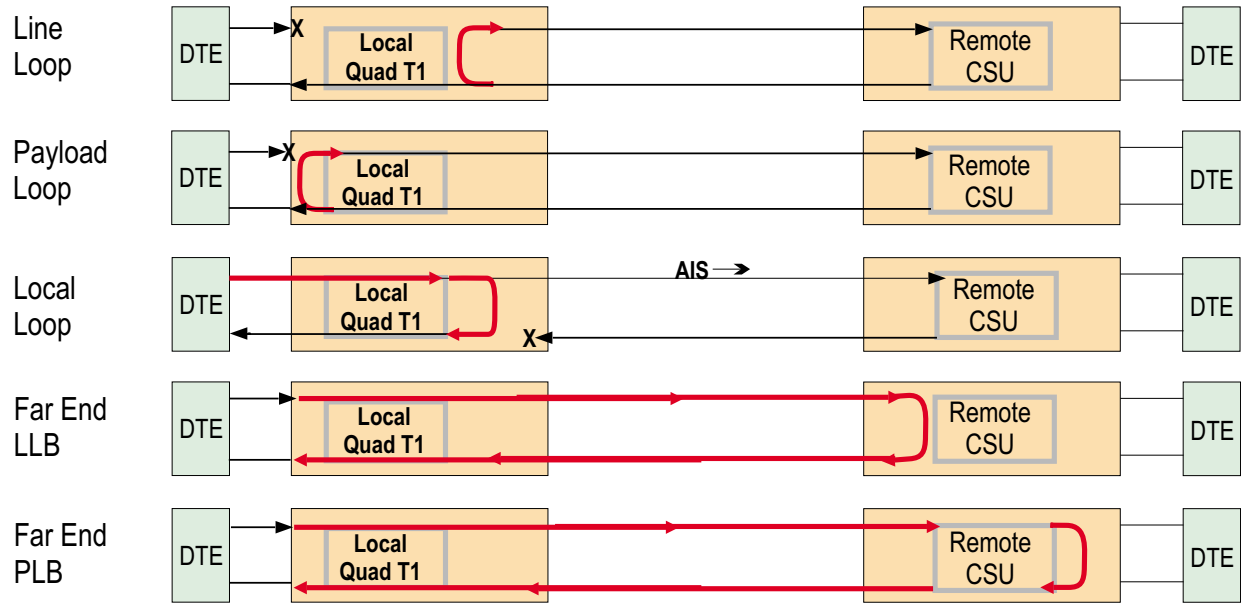 Line
Loop
DTE
X
Local
Quad T1
Remote
CSU
DTE
Payload
Loop
DTE
X
Local
Quad T1
Remote
CSU
DTE
Local
Loop
DTE
Local
Quad T1
X
AIS
Remote
CSU
DTE
Far End
LLB
DTE
Local
Quad T1
Remote
CSU
DTE
Far End
PLB
DTE
Local
Quad T1
Remote
CSU
DTE